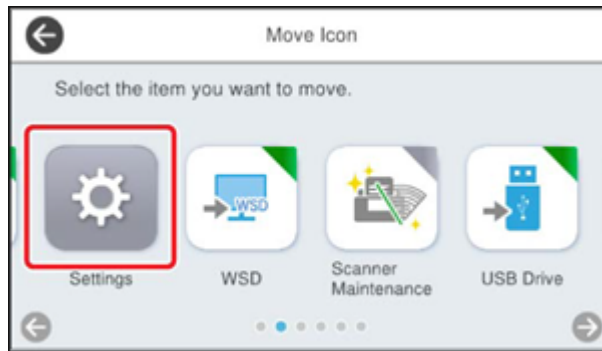 Move Icon
Select the item you want to move.
WSD
Settings
WSD
Scanner
Maintenance
USB Drive